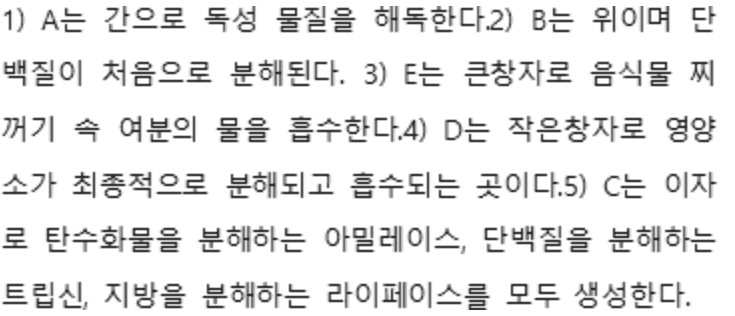 1) A는 간으로 독성 물질을 해독한다.2) B는 위이며 단
백질이 처음으로 분해된다. 3) E는 큰창자로 음식물 찌
꺼기 속 여분의 물을 흡수한다.4) D는 작은창자로 영양
소가 최종적으로 분해되고 흡수되는 곳이다.5) C는 이자
로 탄수화물을 분해하는 아밀레이스, 단백질을 분해하는
트립신, 지방을 분해하는 라이페이스를 모두 생성한다.